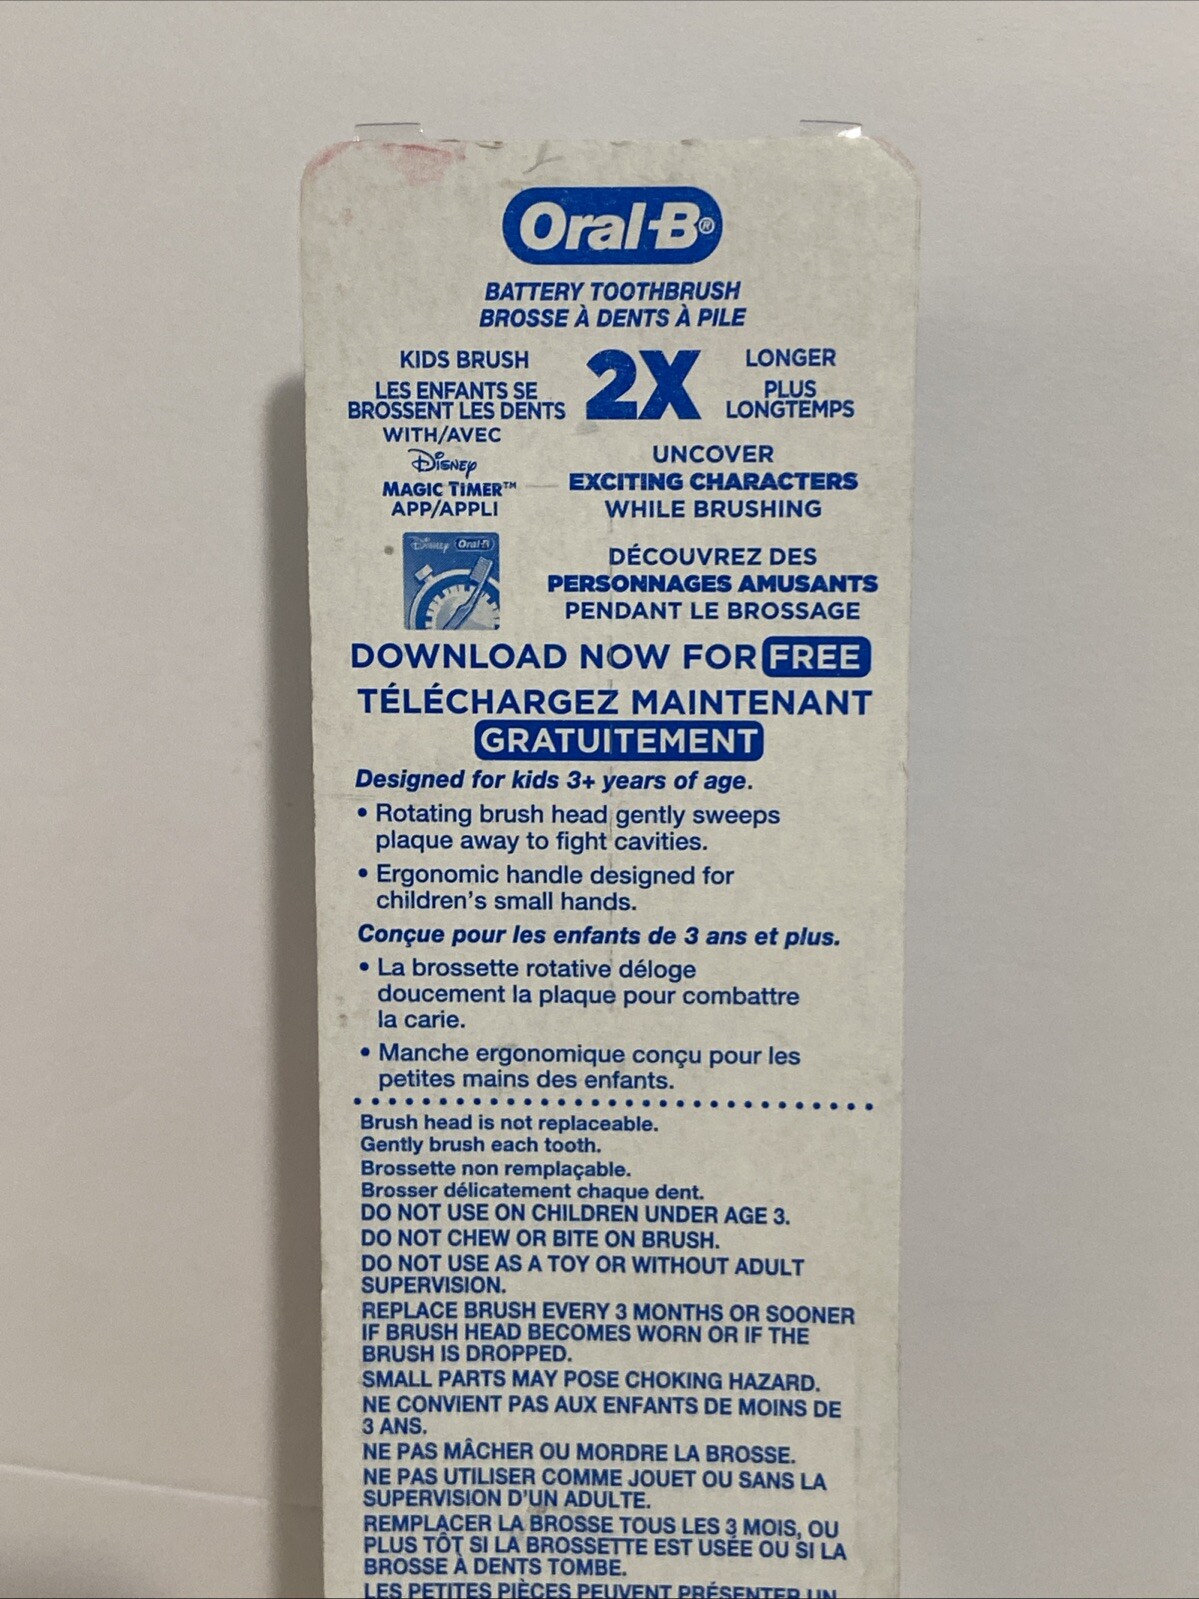 Oral-B®
BATTERY TOOTHBRUSH
BROSSE À DENTS À PILE
KIDS BRUSH
LES ENFANTS SE
BROSSENT LES DENTS
2X
LONGER
PLUS
LONGTEMPS
WITH/AVEC
Disney
MAGIC TIMER™
APP/APPLI
UNCOVER
EXCITING CHARACTERS
WHILE BRUSHING
Disney Oral-B
DÉCOUVREZ DES
PERSONNAGES AMUSANTS
PENDANT LE BROSSAGE
DOWNLOAD NOW FOR FREE
TÉLÉCHARGEZ MAINTENANT
GRATUITEMENT
Designed for kids 3+ years of age.
• Rotating brush head gently sweeps
plaque away to fight cavities.
• Ergonomic handle designed for
children's small hands.
Conçue pour les enfants de 3 ans et plus.
• La brossette rotative déloge
doucement la plaque pour combattre
la carie.
• Manche ergonomique conçu pour les
petites mains des enfants.
Brush head is not replaceable.
Gently brush each tooth.
Brossette non remplaçable.
Brosser délicatement chaque dent.
DO NOT USE ON CHILDREN UNDER AGE 3.
DO NOT CHEW OR BITE ON BRUSH.
DO NOT USE AS A TOY OR WITHOUT ADULT
SUPERVISION.
REPLACE BRUSH EVERY 3 MONTHS OR SOONER
IF BRUSH HEAD BECOMES WORN OR IF THE
BRUSH IS DROPPED.
SMALL PARTS MAY POSE CHOKING HAZARD.
NE CONVIENT PAS AUX ENFANTS DE MOINS DE
3 ANS.
NE PAS MÂCHER OU MORDRE LA BROSSE.
NE PAS UTILISER COMME JOUET OU SANS LA
SUPERVISION D'UN ADULTE.
REMPLACER LA BROSSE TOUS LES 3 MOIS, OU
PLUS TÔT SI LA BROSSETTE EST USÉE OU SI LA
BROSSE À DENTS TOMBE.
LES PETITES PIÈCES PEUVENT PRÉSENTER UN